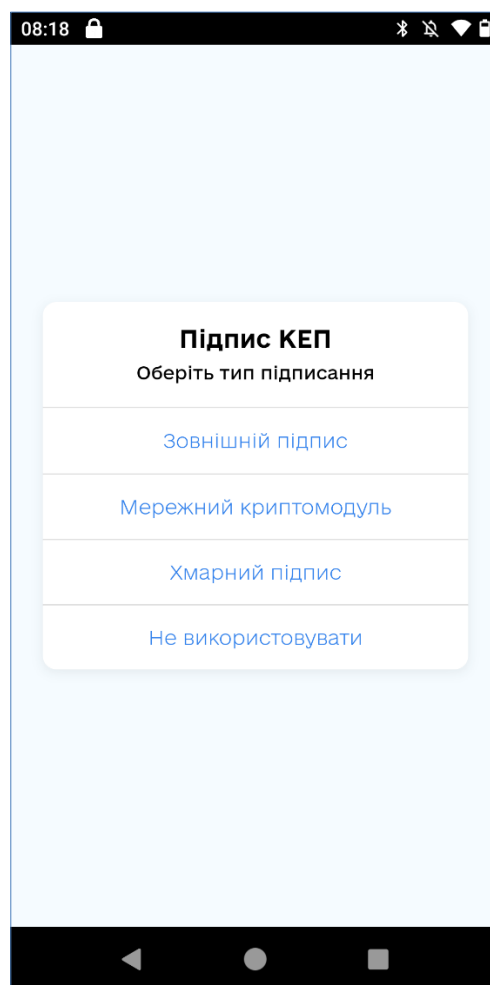 08:18
Підпис КЕП
Оберіть тип підписання
Зовнішній підпис
Мережний криптомодуль
Хмарний підпис
Не використовувати